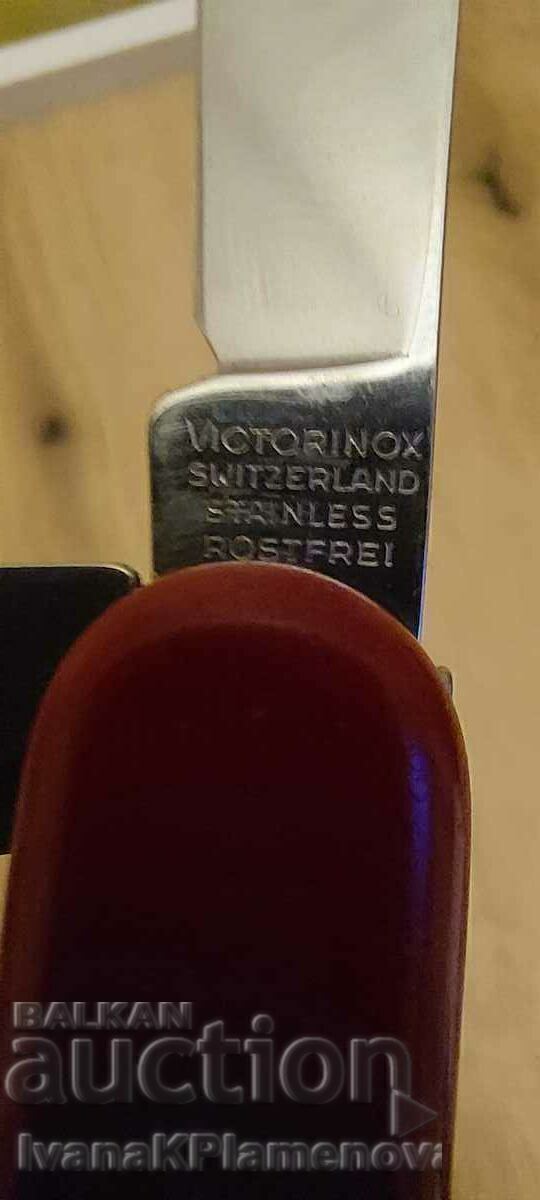 VICTORINOX
SWITZERLAND
STAINLESS
ROSTFREI
BALKAN
auction
IvanaKPlamenova